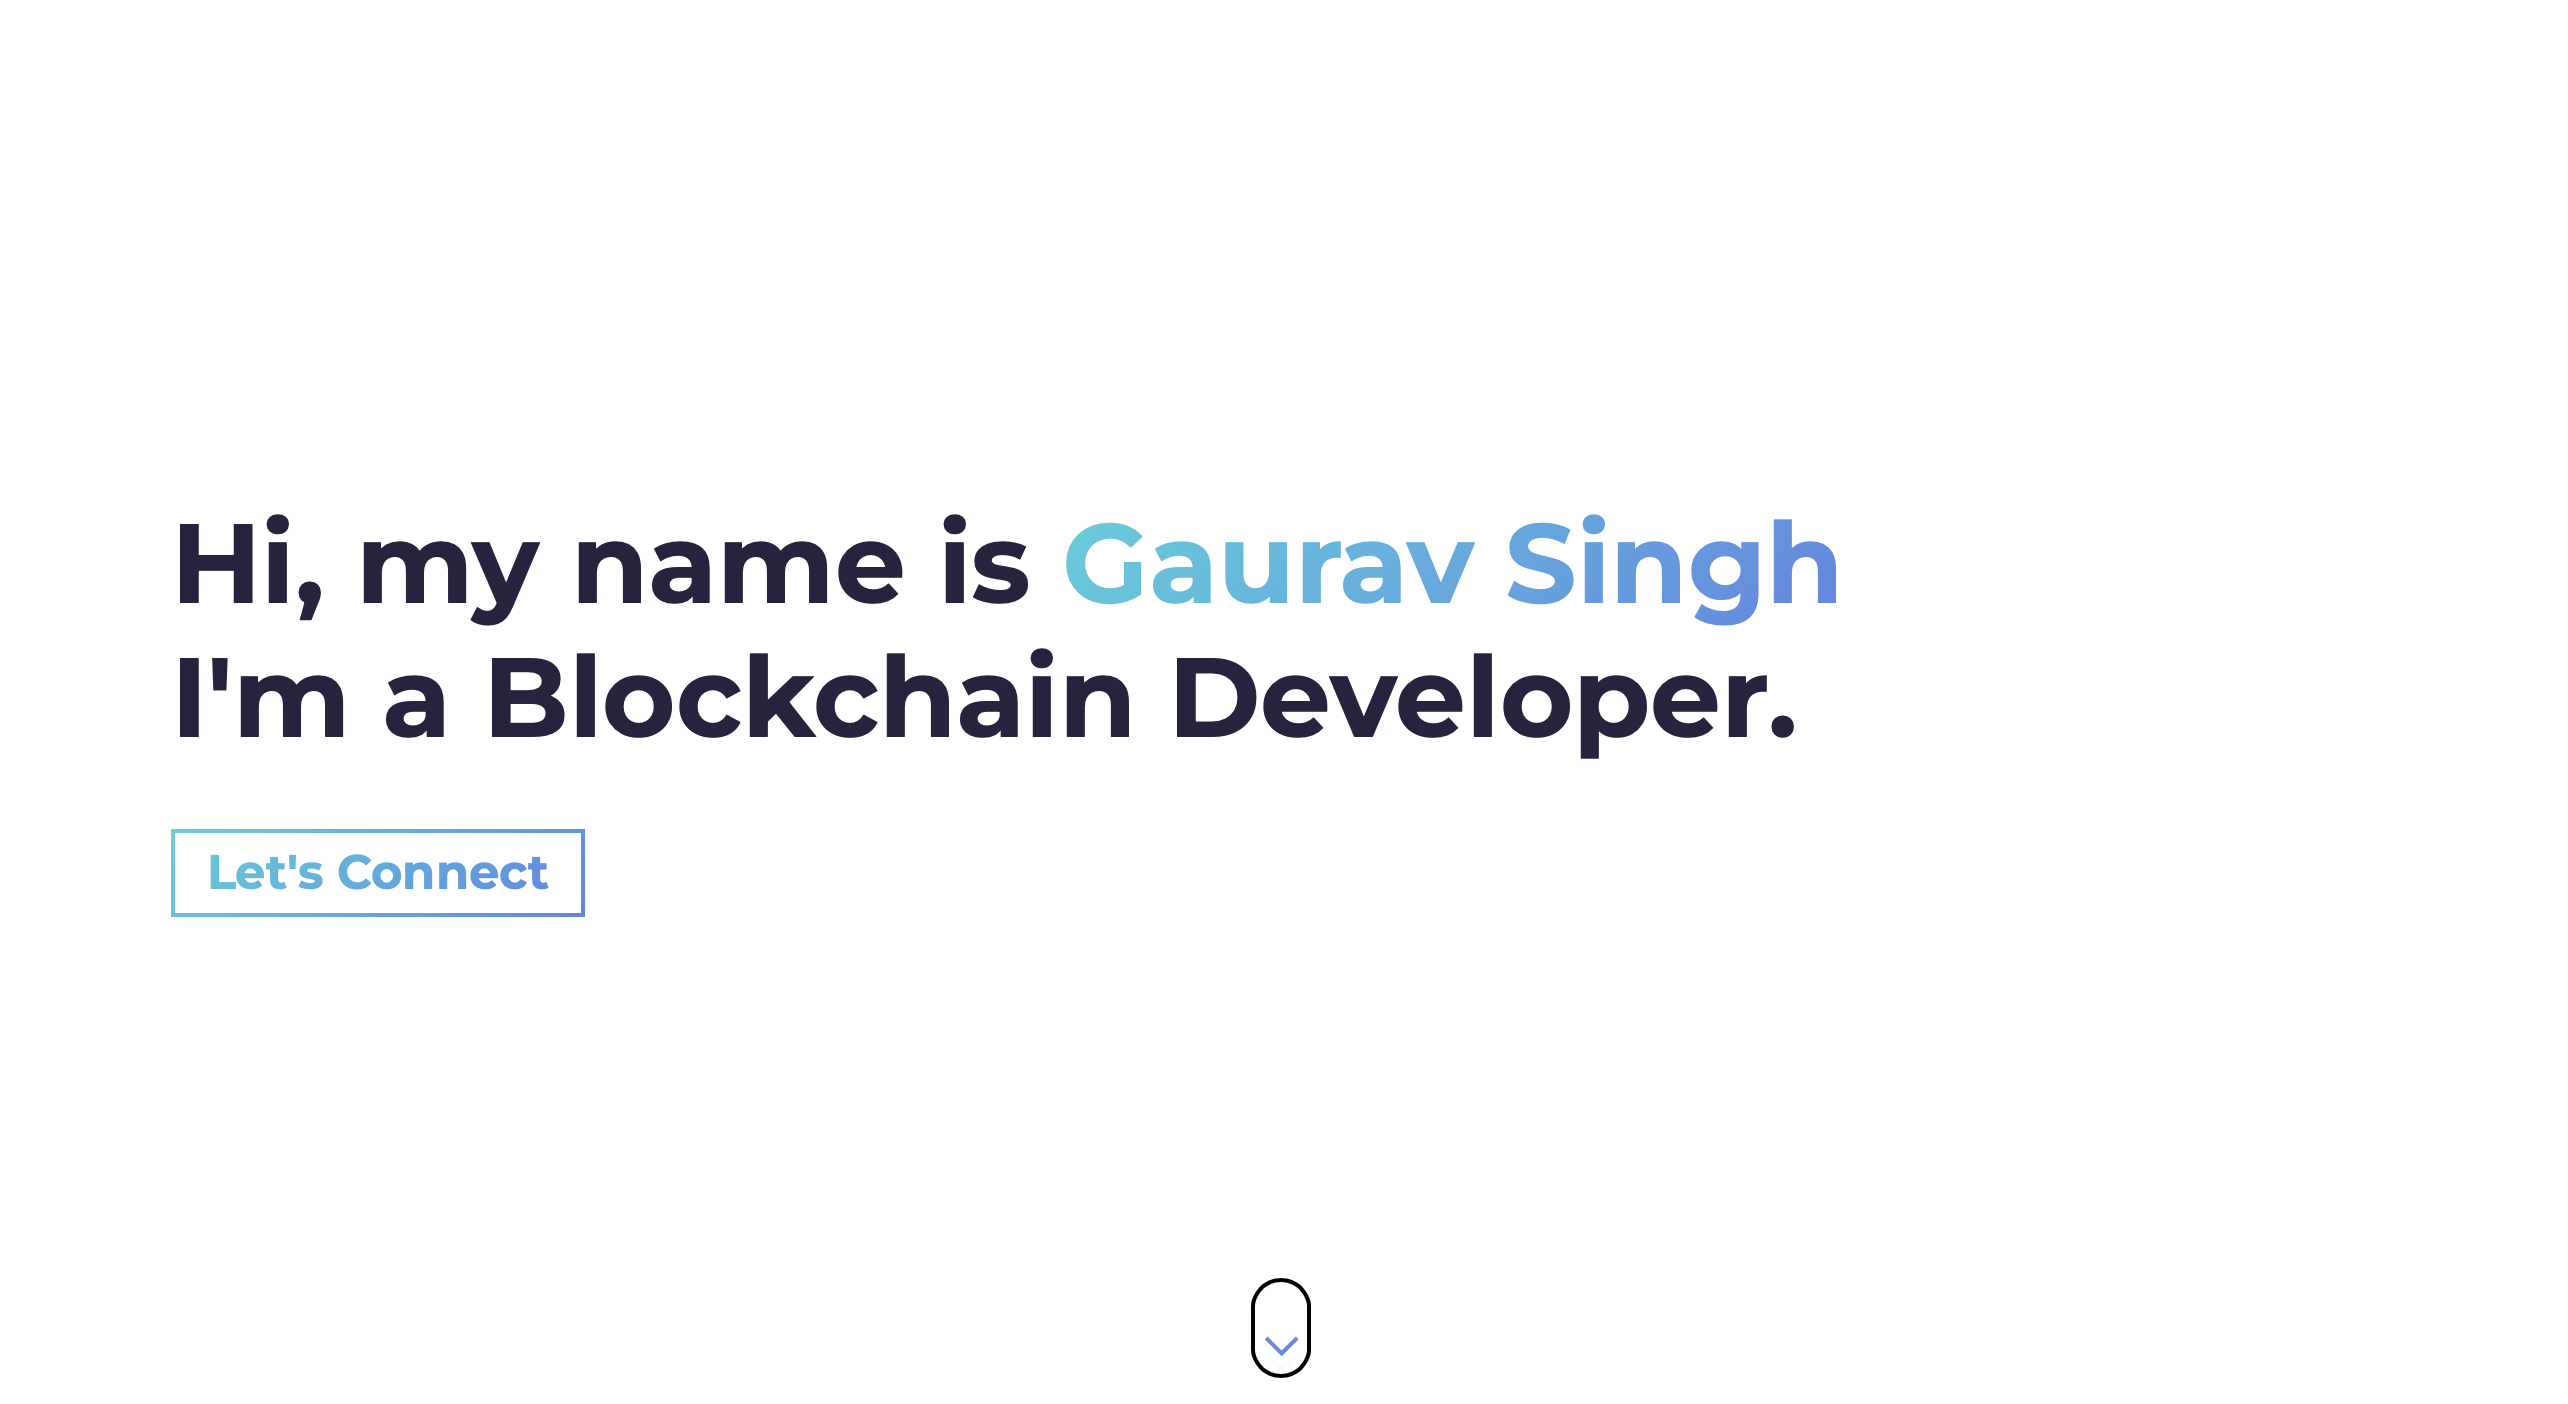 Hi, my name is Gaurav Singh
I'm a Blockchain Developer.
Let's Connect